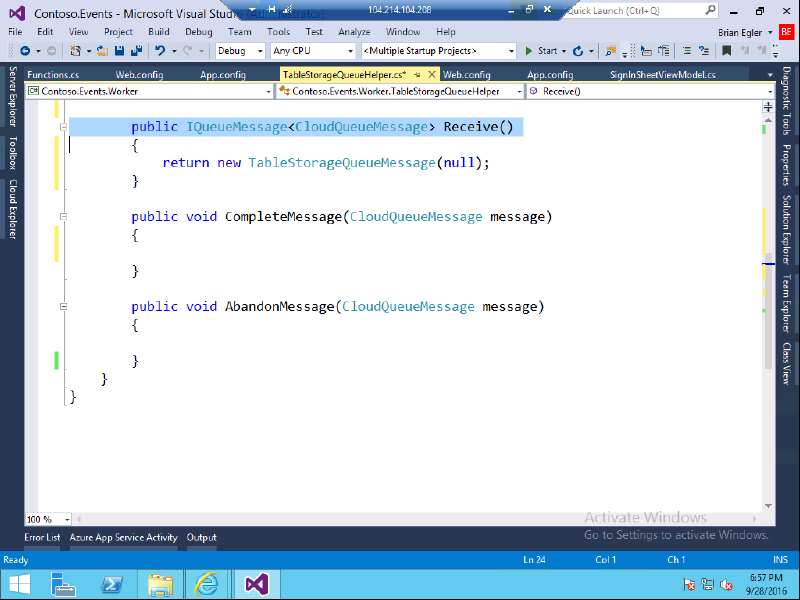 Contoso.Events - Microsoft Visual Studio
104.214.104.208
Quick Launch (Ctrl+Q)
File Edit View Project Build Debug Team Tools Test Analyze Window Help
Brian Egler
BE
Debug Any CPU <Multiple Startup Projects> Start
Functions.cs Web.config App.config TableStorageQueueHelper.cs* Web.config App.config SignInSheetViewModel.cs
Contoso.Events.Worker Contoso.Events.Worker.TableStorageQueueHelper Receive()
Server Explorer
Toolbox
Cloud Explorer
public IQueueMessage<CloudQueueMessage> Receive()
{
return new TableStorageQueueMessage(null);
}
public void CompleteMessage(CloudQueueMessage message)
{
}
public void AbandonMessage(CloudQueueMessage message)
{
}
}
}
Diagnostic Tools
Properties
Solution Explorer
Team Explorer
Class View
100 %
Activate Windows
Go to Settings to activate Windows.
Error List Azure App Service Activity Output
Ready Ln 24 Col 1 Ch 1 INS
6:57 PM
9/28/2016